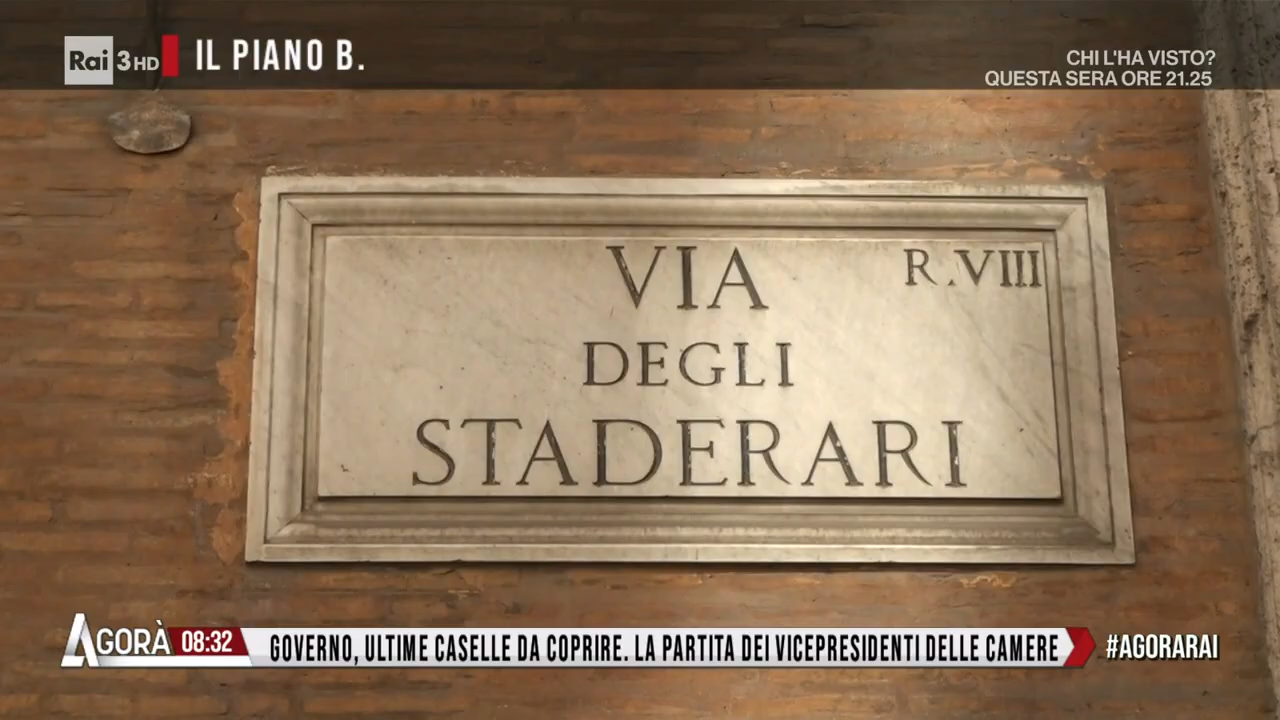 Rai 3HD
IL PIANO B.
CHI L'HA VISTO?
QUESTA SERA ORE 21.25
R.VIII
VIA
DEGLI
STADERARI
AGORÀ 08:32
GOVERNO, ULTIME CASELLE DA COPRIRE. LA PARTITA DEI VICEPRESIDENTI DELLE CAMERE
#AGORARAI